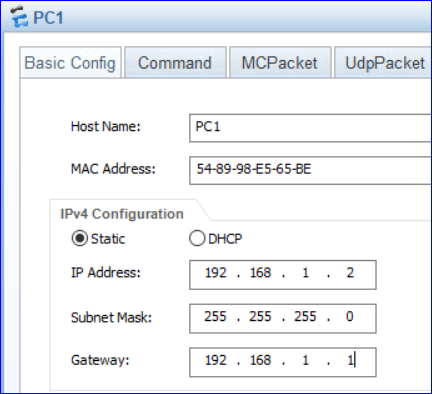 PC1
Basic Config Command MCPacket UdpPacket
Host Name: PC1
MAC Address: 54-89-98-E5-65-BE
IPv4 Configuration
Static DHCP
IP Address: 192 . 168 . 1 . 2
Subnet Mask: 255 . 255 . 255 . 0
Gateway: 192 . 168 . 1 . 1